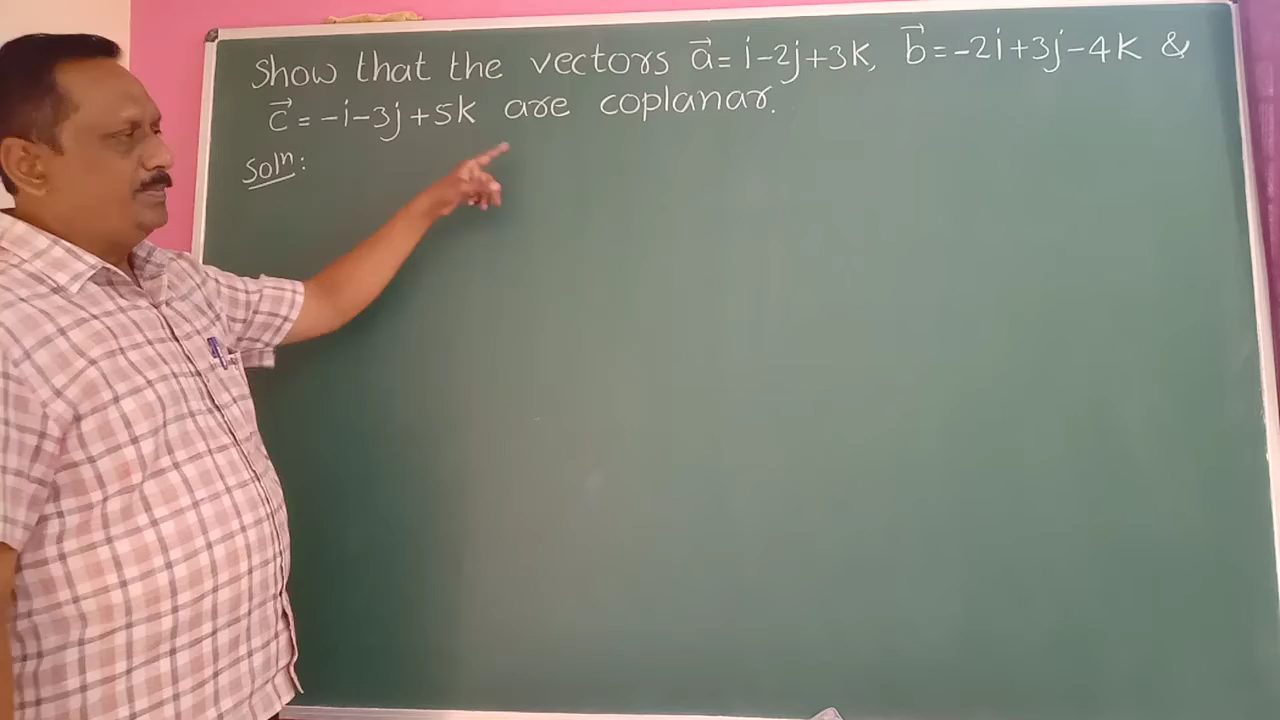 Show that the vectors a⃗ = i-2j+3k, b⃗ = -2i+3j-4k &
c⃗ = -i-3j+5k are coplanar.
Soln: